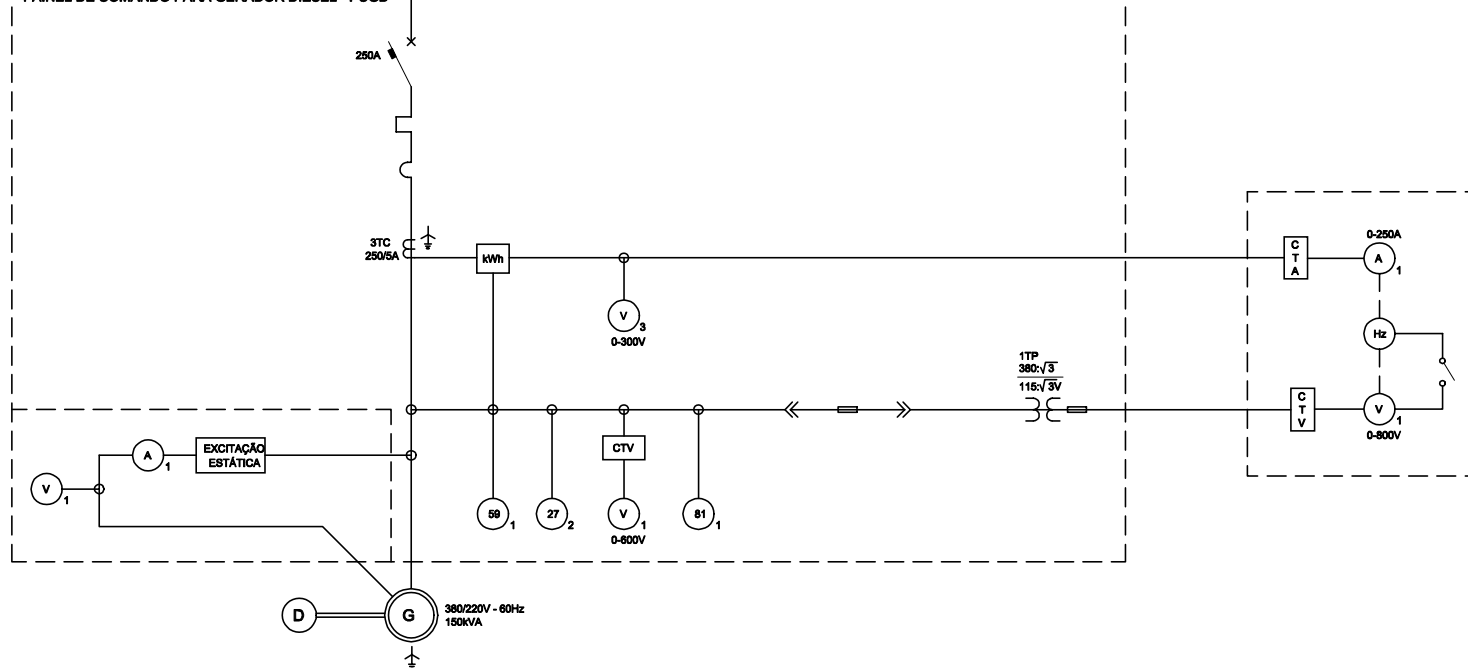 250A
3TC
250/5A
kWh
V
3
0-300V
1TP
380:√3
115:√3V
C
T
A
0-250A
A
1
Hz
C
T
V
V
1
0-800V
EXCITAÇÃO
ESTÁTICA
A
1
V
1
CTV
59
1
27
2
V
1
0-600V
81
1
D
G
380/220V - 60Hz
150kVA